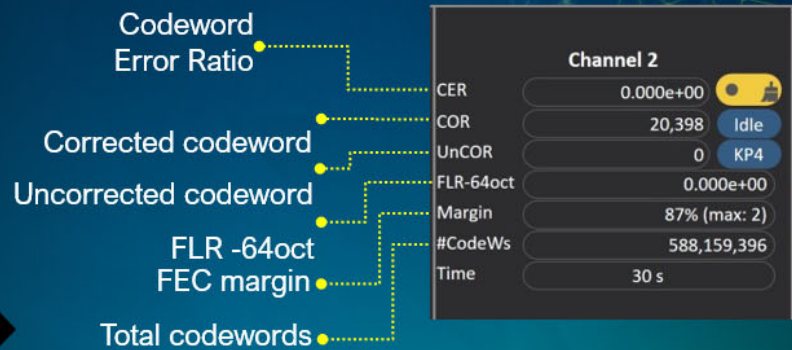 Codeword
Error Ratio
Corrected codeword
Uncorrected codeword
FLR -64oct
FEC margin
Total codewords
Channel 2
CER 0.000e+00
COR 20,398 Idle
UnCOR 0 KP4
FLR-64oct 0.000e+00
Margin 87% (max: 2)
#CodeWs 588,159,396
Time 30 s